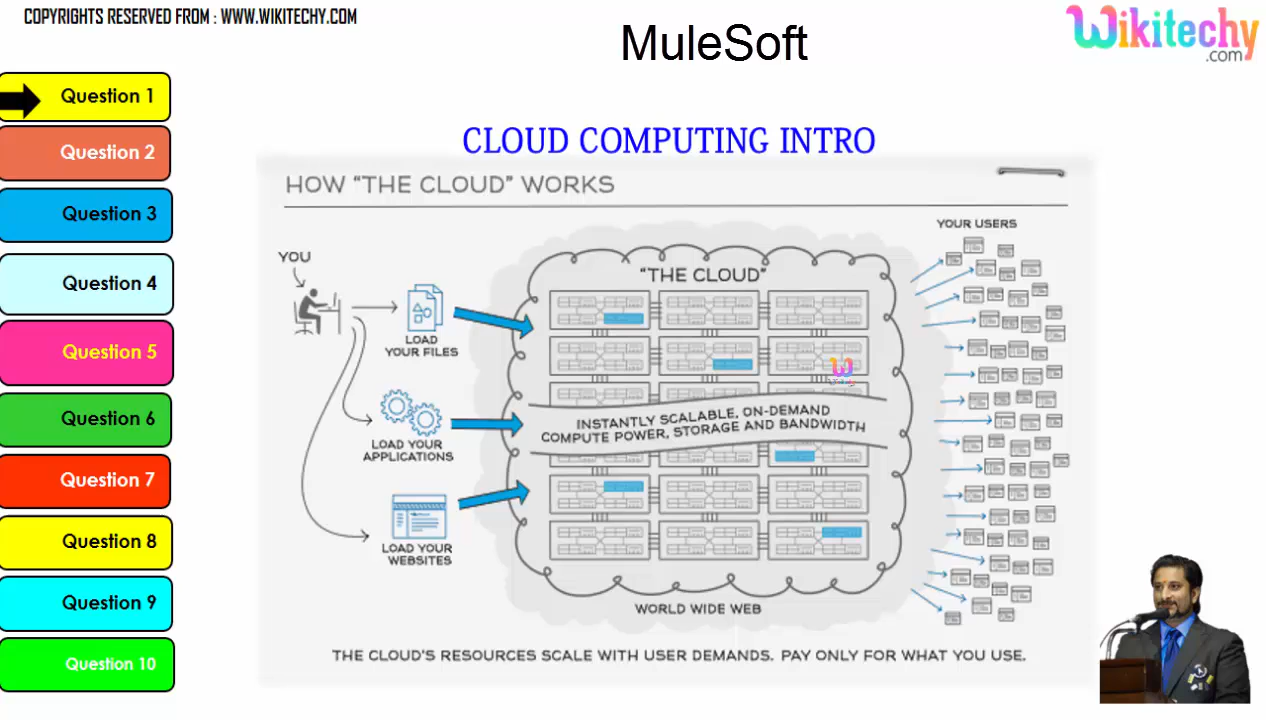 COPYRIGHTS RESERVED FROM : WWW.WIKITECHY.COM
MuleSoft
Wikitechy
.com
Question 1
Question 2
Question 3
Question 4
Question 5
Question 6
Question 7
Question 8
Question 9
Question 10
CLOUD COMPUTING INTRO
HOW “THE CLOUD” WORKS
YOU
LOAD
YOUR FILES
LOAD YOUR
APPLICATIONS
LOAD YOUR
WEBSITES
“THE CLOUD”
INSTANTLY SCALABLE, ON-DEMAND
COMPUTE POWER, STORAGE AND BANDWIDTH
WORLD WIDE WEB
YOUR USERS
THE CLOUD'S RESOURCES SCALE WITH USER DEMANDS. PAY ONLY FOR WHAT YOU USE.